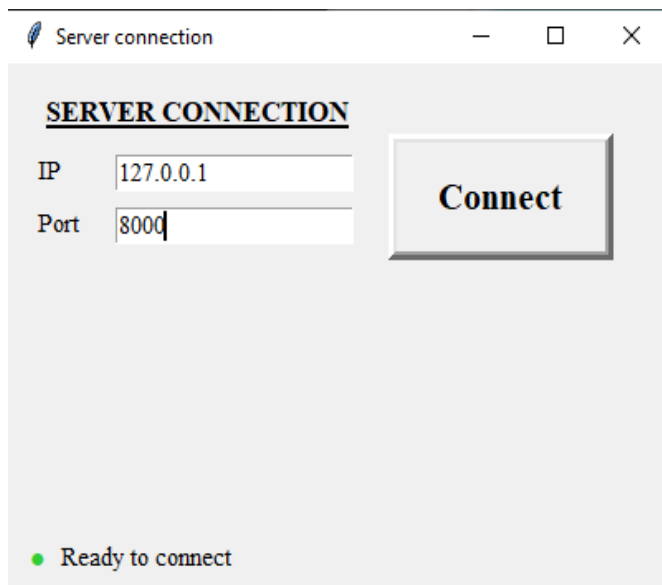 Server connection
SERVER CONNECTION
IP 127.0.0.1
Connect
Port 8000
Ready to connect